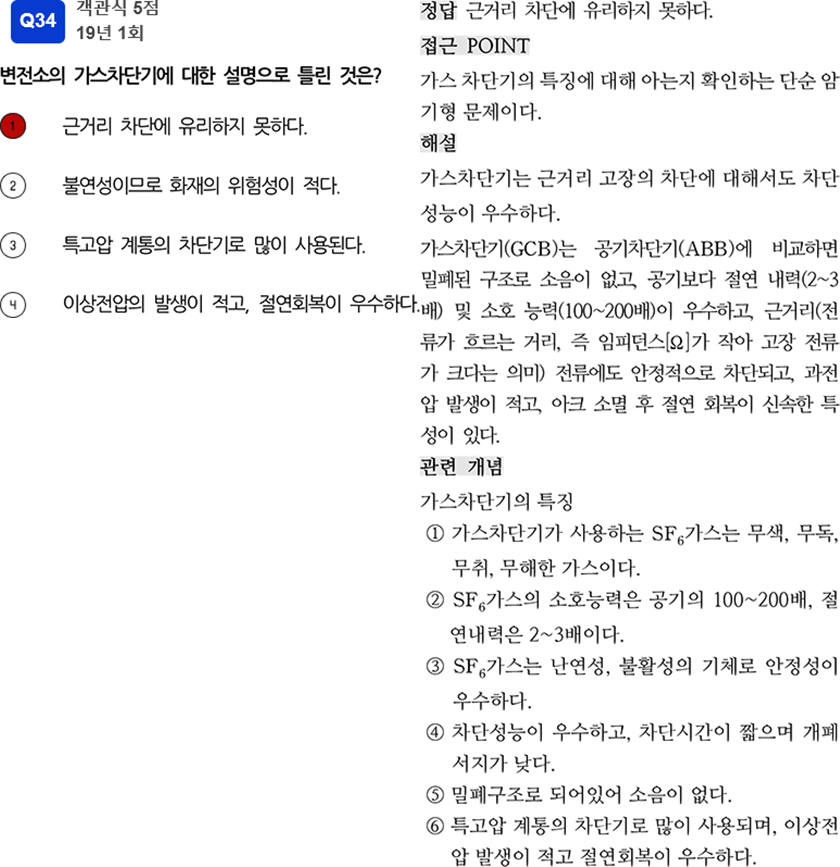 Q34
객관식 5점
19년 1회
변전소의 가스차단기에 대한 설명으로 틀린 것은?
1 근거리 차단에 유리하지 못하다.
② 불연성이므로 화재의 위험성이 적다.
③ 특고압 계통의 차단기로 많이 사용된다.
④ 이상전압의 발생이 적고, 절연회복이 우수하다.
정답 근거리 차단에 유리하지 못하다.
접근 POINT
가스 차단기의 특징에 대해 아는지 확인하는 단순 암
기형 문제이다.
해설
가스차단기는 근거리 고장의 차단에 대해서도 차단
성능이 우수하다.
가스차단기(GCB)는 공기차단기(ABB)에 비교하면
밀폐된 구조로 소음이 없고, 공기보다 절연 내력(2~3
배) 및 소호 능력(100~200배)이 우수하고, 근거리(전
류가 흐르는 거리, 즉 임피던스[Ω]가 작아 고장 전류
가 크다는 의미) 전류에도 안정적으로 차단되고, 과전
압 발생이 적고, 아크 소멸 후 절연 회복이 신속한 특
성이 있다.
관련 개념
가스차단기의 특징
① 가스차단기가 사용하는 SF₆가스는 무색, 무독,
무취, 무해한 가스이다.
② SF₆가스의 소호능력은 공기의 100~200배, 절
연내력은 2~3배이다.
③ SF₆가스는 난연성, 불활성의 기체로 안정성이
우수하다.
④ 차단성능이 우수하고, 차단시간이 짧으며 개폐
서지가 낮다.
⑤ 밀폐구조로 되어있어 소음이 없다.
⑥ 특고압 계통의 차단기로 많이 사용되며, 이상전
압 발생이 적고 절연회복이 우수하다.